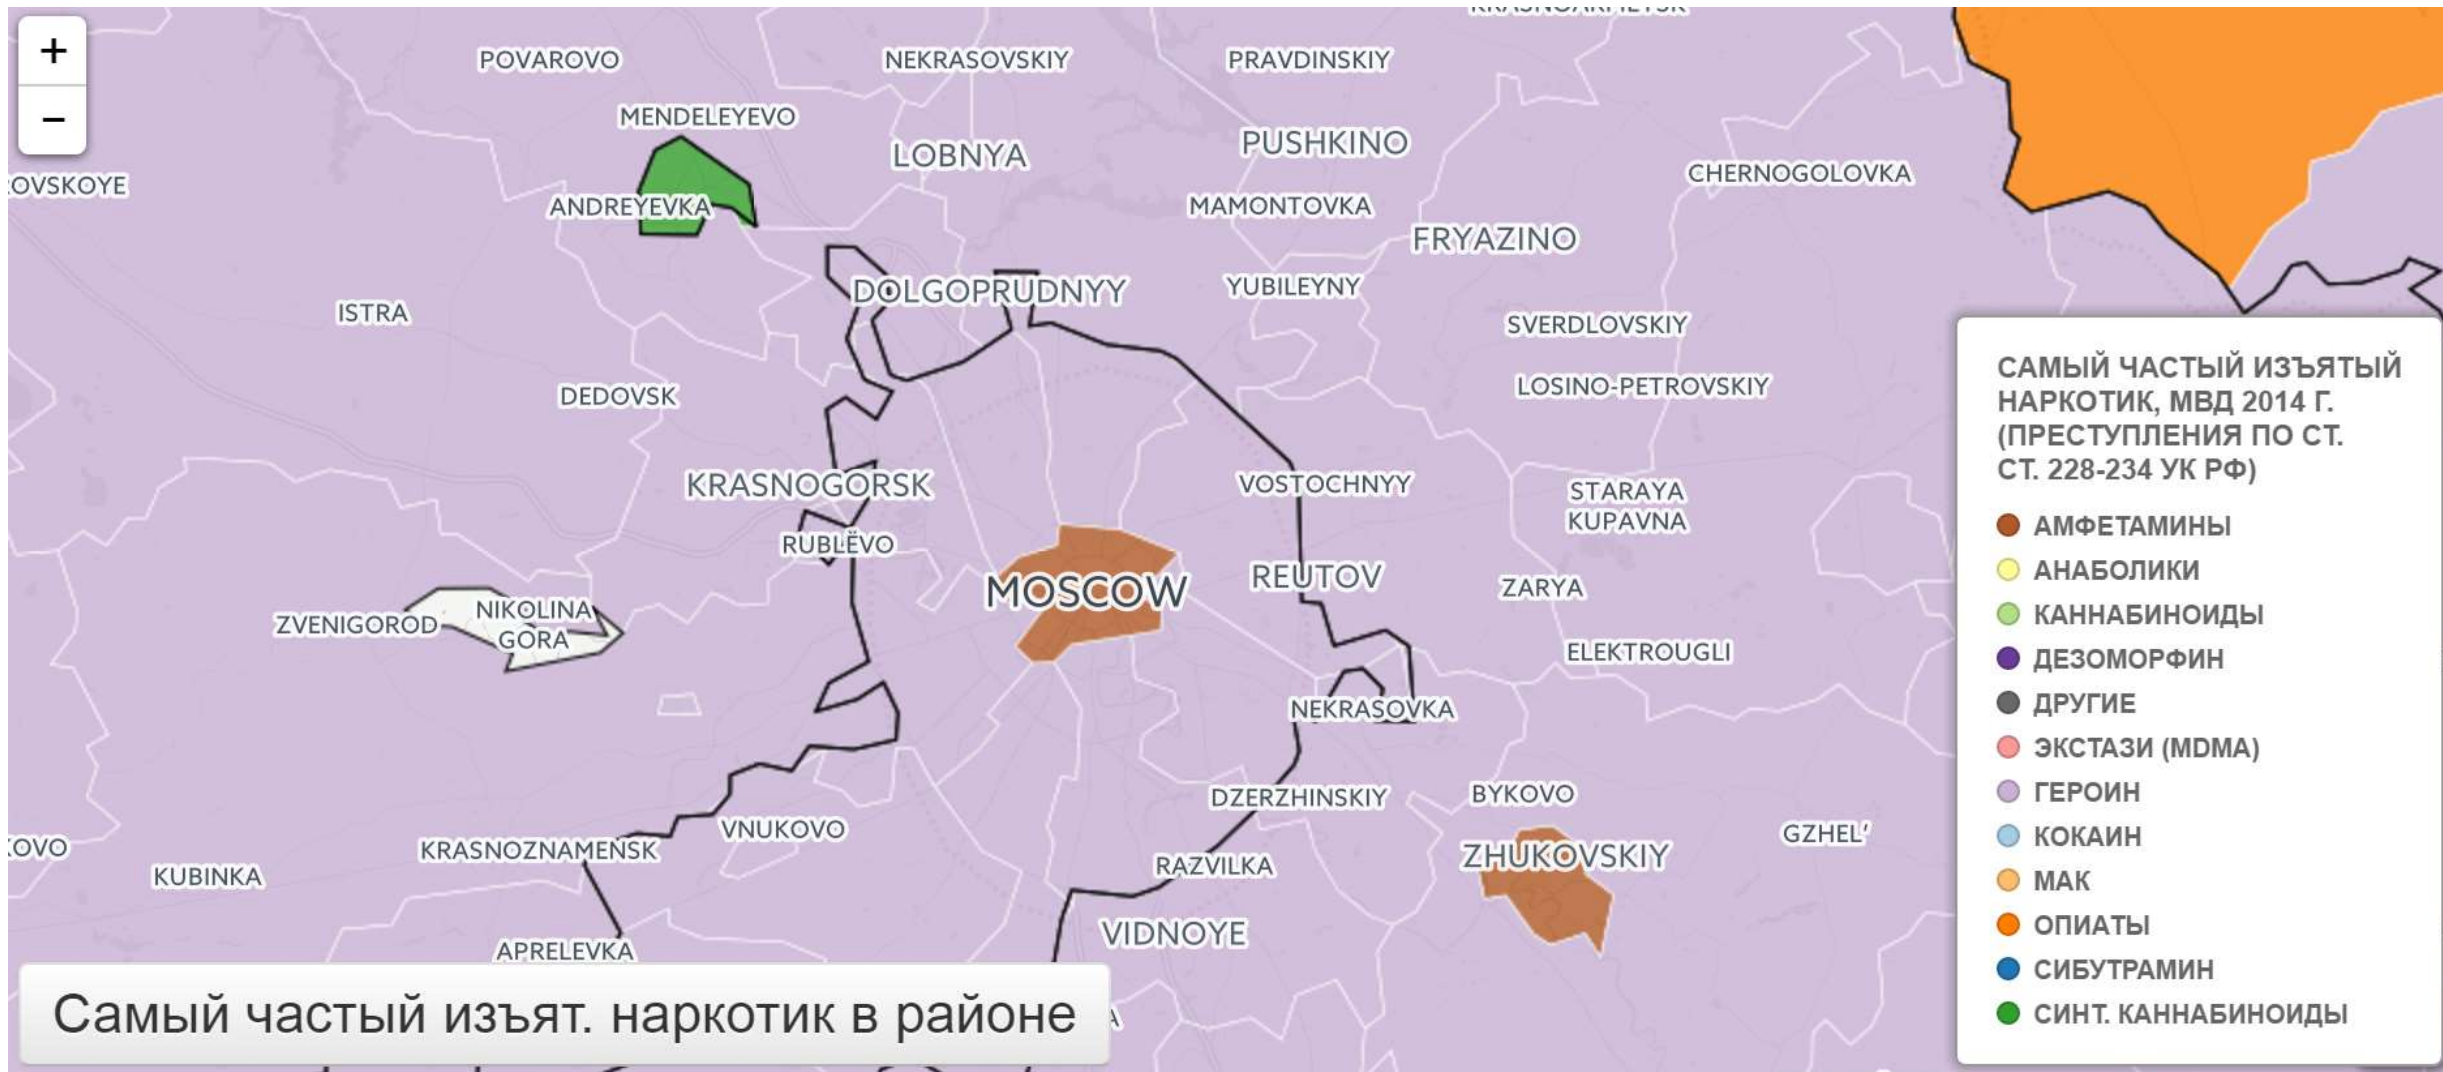 +
−
POVAROVO
NEKRASOVSKIY
PRAVDINSKIY
MENDELEYEVO
LOBNYA
PUSHKINO
CHERNOGOLOVKA
OVSKOYE
ANDREYEVKA
MAMONTOVKA
FRYAZINO
DOLGOPRUDNYY
YUBILEYNY
ISTRA
SVERDLOVSKIY
DEDOVSK
LOSINO-PETROVSKIY
KRASNOGORSK
VOSTOCHNYY
STARAYA
KUPAVNA
RUBLËVO
MOSCOW
REUTOV
ZARYA
ZVENIGOROD
NIKOLINA
GORA
ELEKTROUGLI
NEKRASOVKA
DZERZHINSKIY
BYKOVO
VNUKOVO
GZHEL'
KOVO
KRASNOZNAMENSK
ZHUKOVSKIY
KUBINKA
RAZVILKA
VIDNOYE
APRELEVKA
Самый частый изъят. наркотик в районе
САМЫЙ ЧАСТЫЙ ИЗЪЯТЫЙ
НАРКОТИК, МВД 2014 Г.
(ПРЕСТУПЛЕНИЯ ПО СТ.
СТ. 228-234 УК РФ)
АМФЕТАМИНЫ
АНАБОЛИКИ
КАННАБИНОИДЫ
ДЕЗОМОРФИН
ДРУГИЕ
ЭКСТАЗИ (MDMA)
ГЕРОИН
КОКАИН
МАК
ОПИАТЫ
СИБУТРАМИН
СИНТ. КАННАБИНОИДЫ